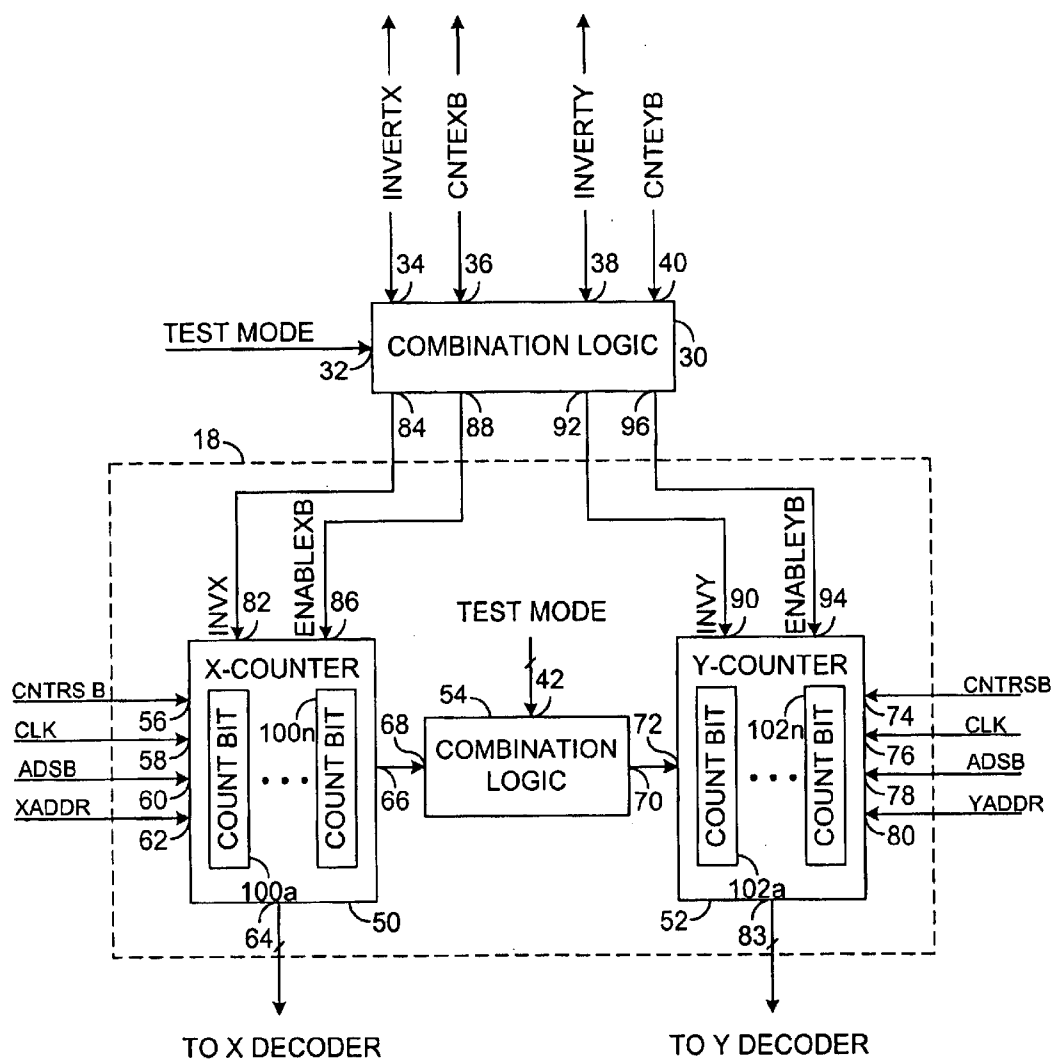 INVERTX
CNTEXB
INVERTY
CNTEYB
34
36
38
40
TEST MODE
32
COMBINATION LOGIC
30
84
88
92
96
18
INVX
82
ENABLEXB
86
TEST MODE
42
INVY
90
ENABLEYB
94
X-COUNTER
Y-COUNTER
CNTRS B
56
CLK
58
ADSB
60
XADDR
62
COUNT BIT
100a
•••
100n
COUNT BIT
66
68
54
COMBINATION
LOGIC
70
72
COUNT BIT
102a
•••
102n
COUNT BIT
CNTRSB
74
CLK
76
ADSB
78
YADDR
80
64
50
52
83
TO X DECODER
TO Y DECODER